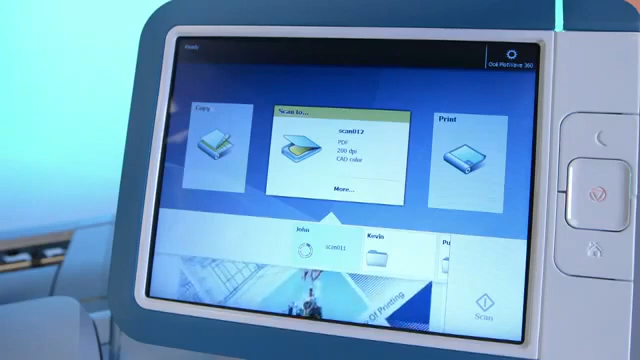 Ready
Océ PlotWave 360
Copy
Scan to...
scan012
PDF
200 dpi
CAD color
More...
Print
John
scan011
Kevin
Pu
Of Printing
Scan